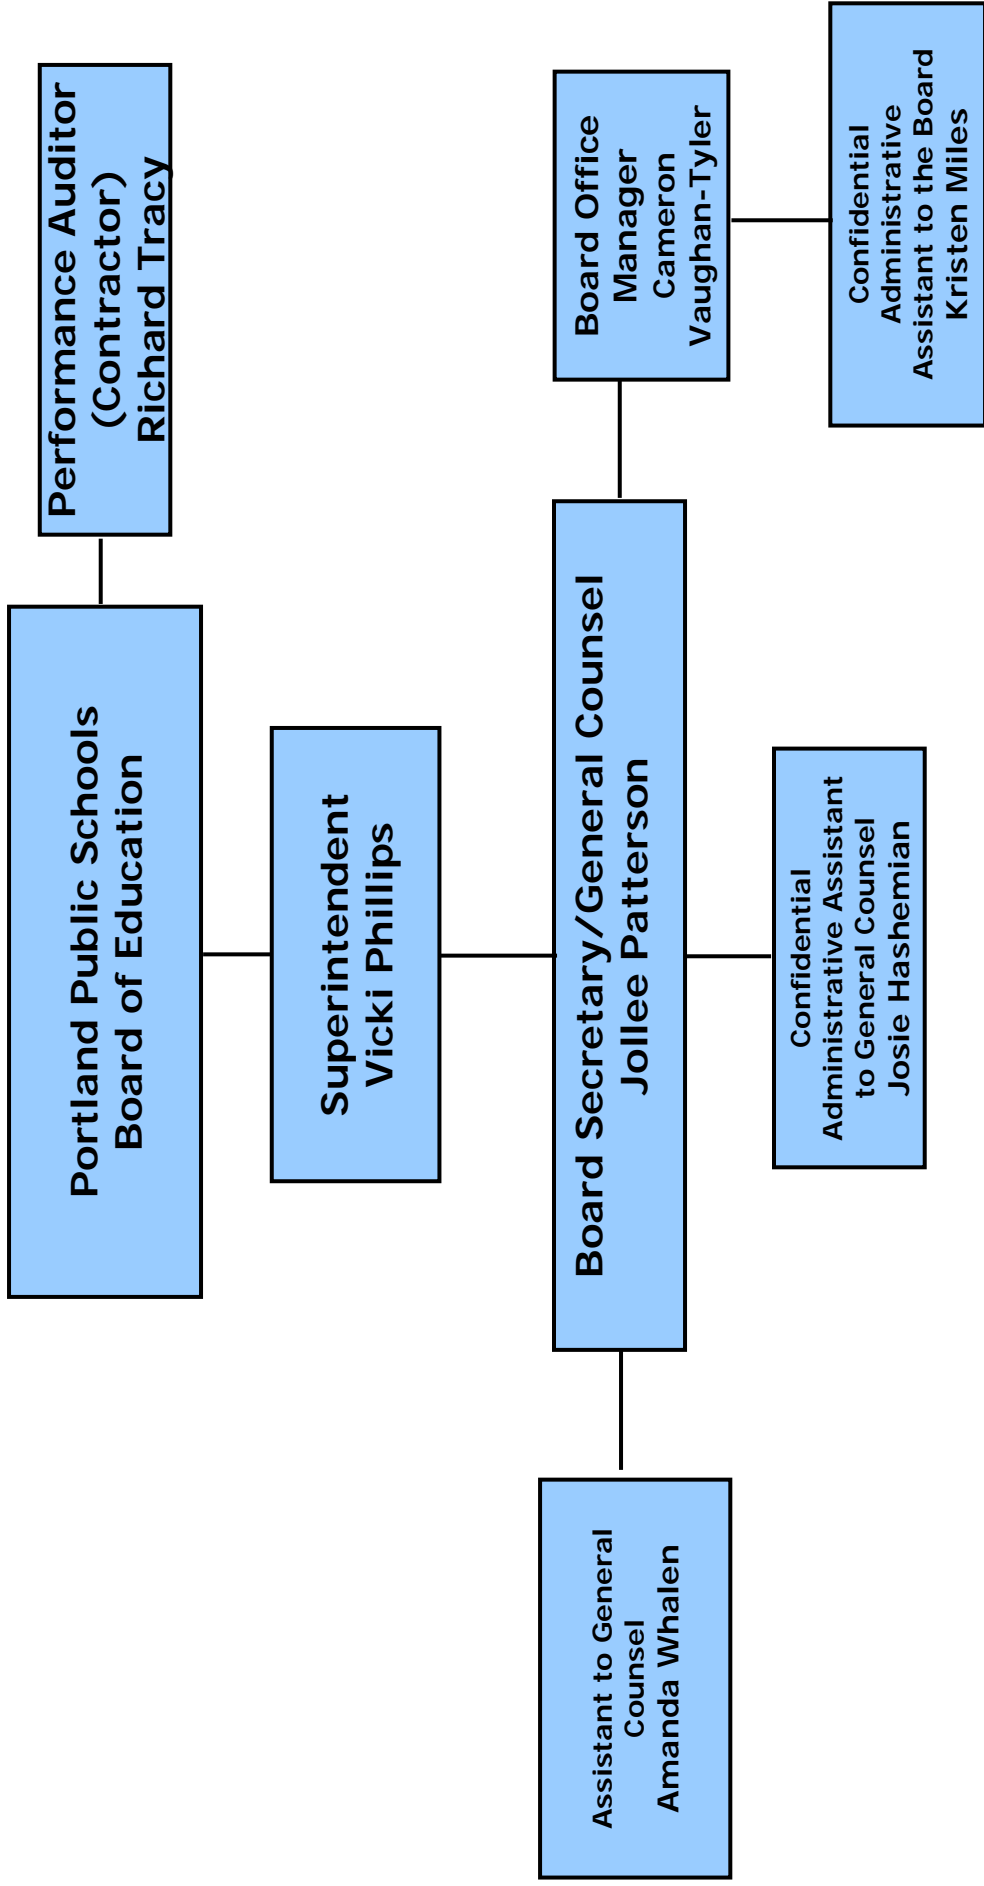 Portland Public Schools
Board of Education
Performance Auditor
(Contractor)
Richard Tracy
Superintendent
Vicki Phillips
Board Secretary/General Counsel
Jollee Patterson
Assistant to General
Counsel
Amanda Whalen
Board Office
Manager
Cameron
Vaughan-Tyler
Confidential
Administrative Assistant
to General Counsel
Josie Hashemian
Confidential
Administrative
Assistant to the Board
Kristen Miles